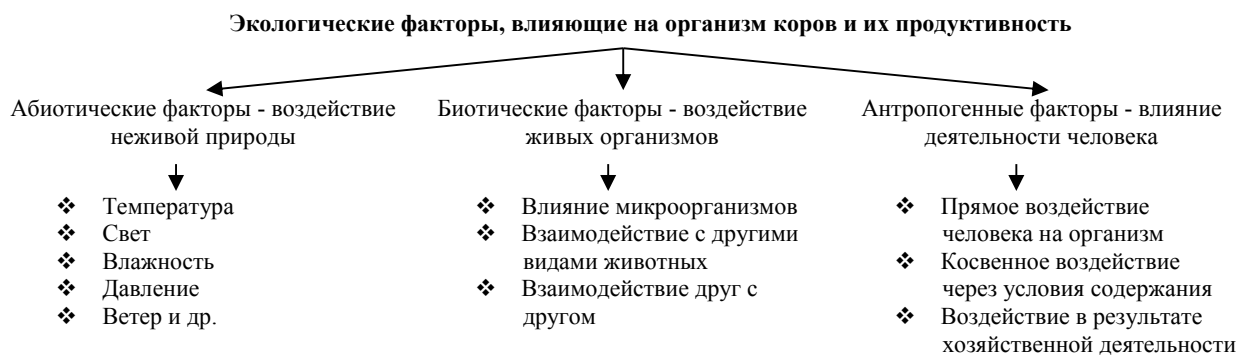 Экологические факторы, влияющие на организм коров и их продуктивность
Абиотические факторы - воздействие
неживой природы
❖ Температура
❖ Свет
❖ Влажность
❖ Давление
❖ Ветер и др.
Биотические факторы - воздействие
живых организмов
❖ Влияние микроорганизмов
❖ Взаимодействие с другими
видами животных
❖ Взаимодействие друг с
другом
Антропогенные факторы - влияние
деятельности человека
❖ Прямое воздействие
человека на организм
❖ Косвенное воздействие
через условия содержания
❖ Воздействие в результате
хозяйственной деятельности